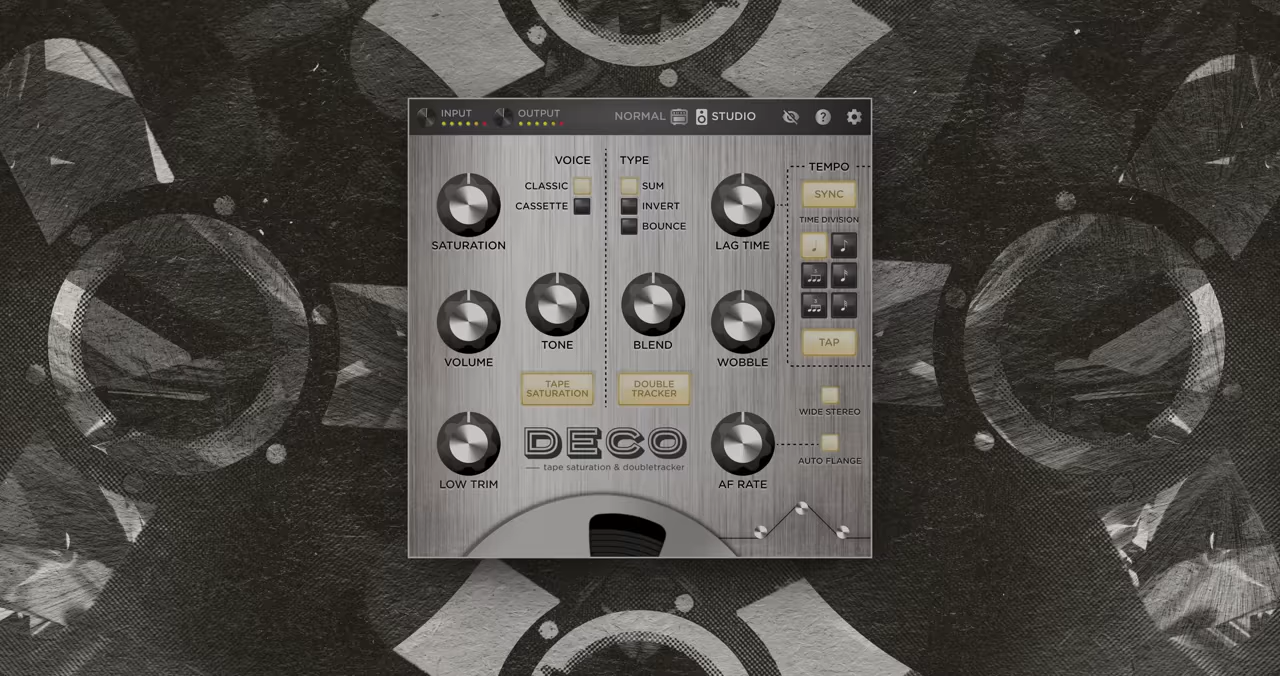 INPUT
OUTPUT
NORMAL
STUDIO
?
VOICE
CLASSIC
CASSETTE
TYPE
SUM
INVERT
BOUNCE
TEMPO
SYNC
TIME DIVISION
3
3
TAP
SATURATION
LAG TIME
VOLUME
TONE
BLEND
WOBBLE
TAPE
SATURATION
DOUBLE
TRACKER
WIDE STEREO
AUTO FLANGE
DECO
tape saturation & doubletracker
LOW TRIM
AF RATE